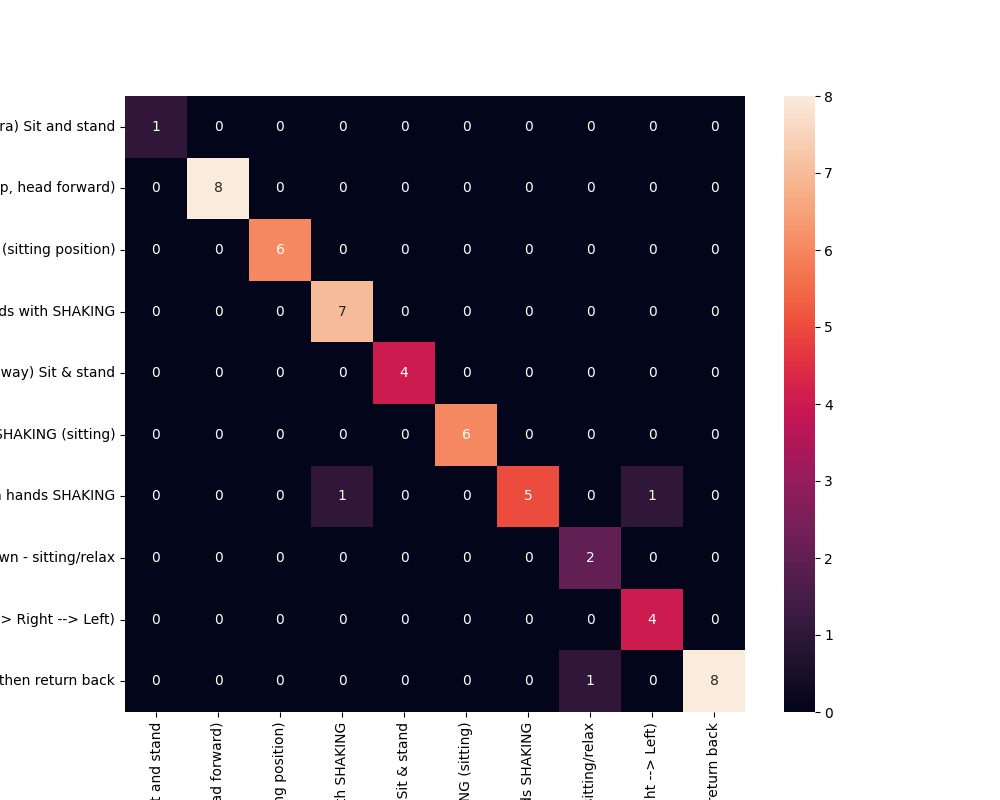 ra) Sit and stand 1 0 0 0 0 0 0 0 0 0
p, head forward) 0 8 0 0 0 0 0 0 0 0
(sitting position) 0 0 6 0 0 0 0 0 0 0
ds with SHAKING 0 0 0 7 0 0 0 0 0 0
way) Sit & stand 0 0 0 0 4 0 0 0 0 0
SHAKING (sitting) 0 0 0 0 0 6 0 0 0 0
hands SHAKING 0 0 0 1 0 0 5 0 1 0
wn - sitting/relax 0 0 0 0 0 0 0 2 0 0
> Right --> Left) 0 0 0 0 0 0 0 0 4 0
then return back 0 0 0 0 0 0 0 1 0 8
t and stand
ad forward)
ng position)
th SHAKING
Sit & stand
NG (sitting)
ds SHAKING
sitting/relax
ht --> Left)
return back
8
7
6
5
4
3
2
1
0